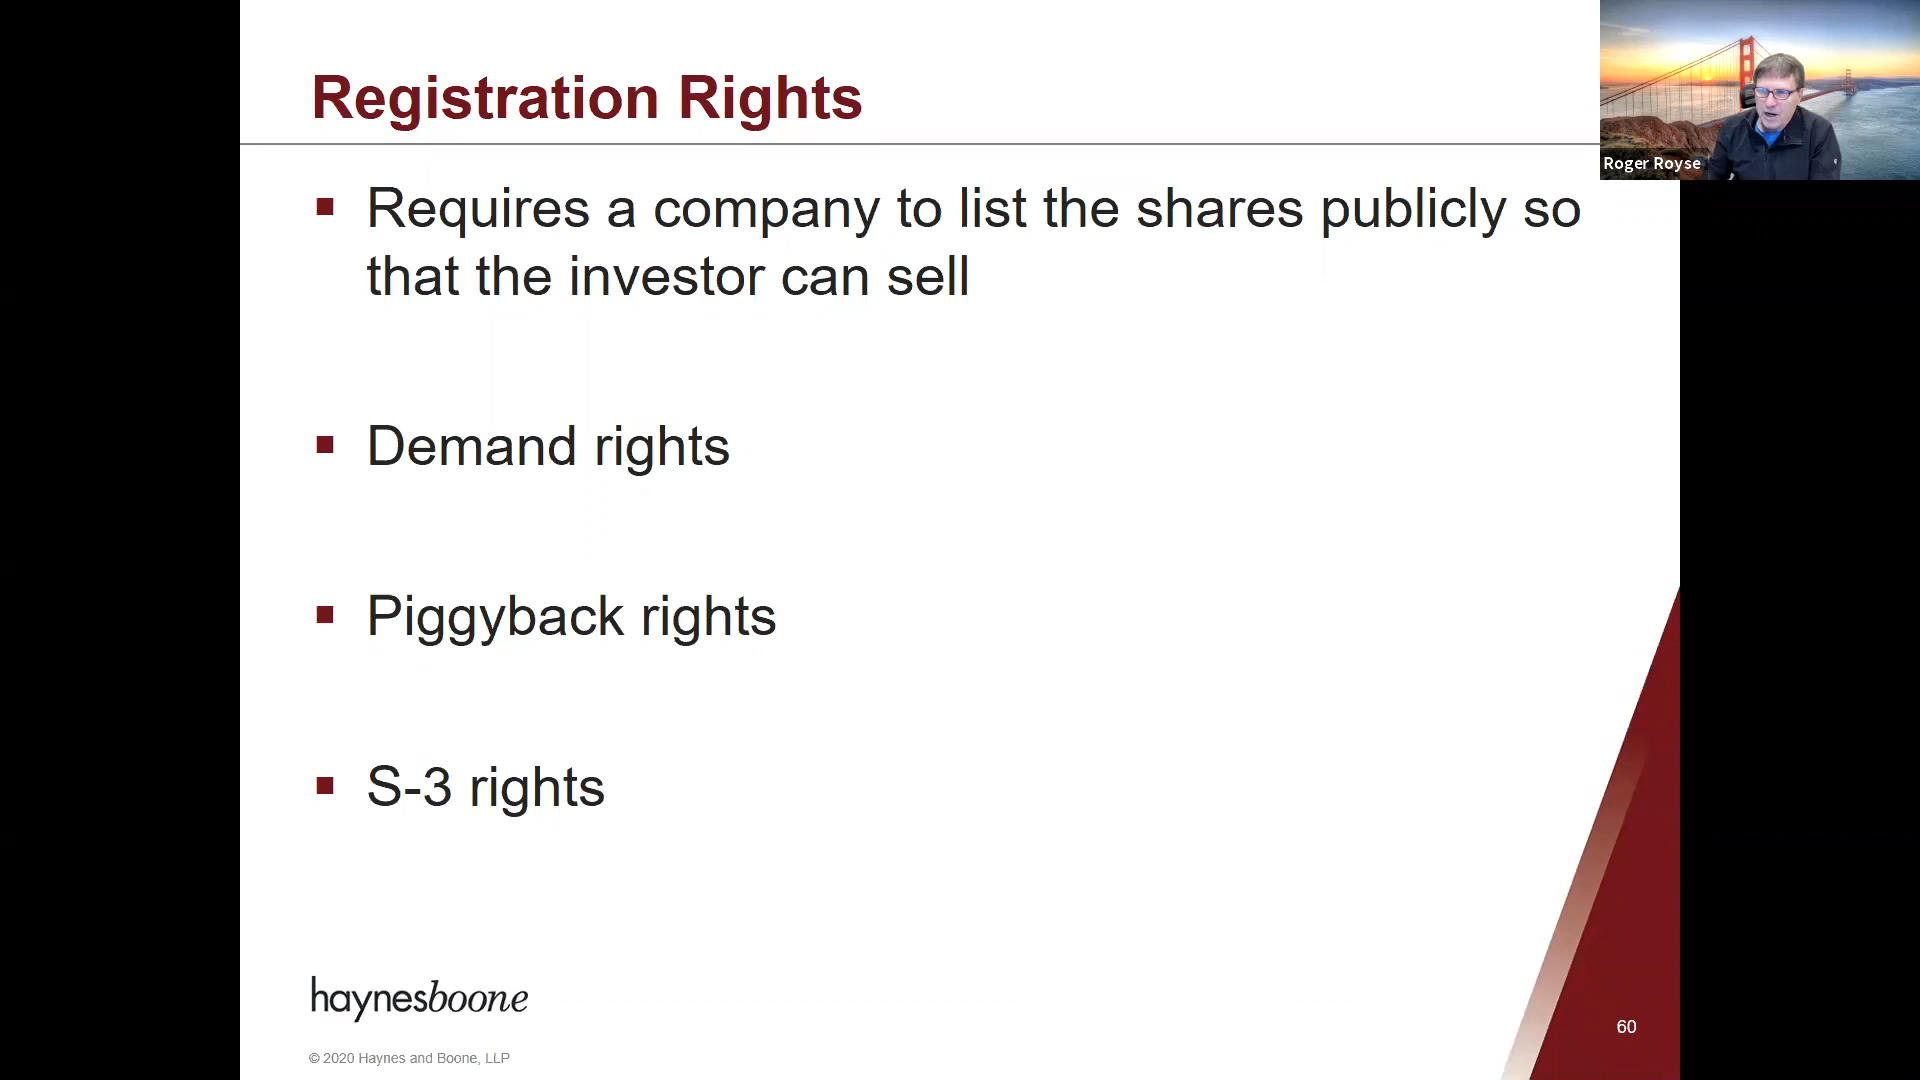 Registration Rights
Roger Royse
Requires a company to list the shares publicly so
that the investor can sell
Demand rights
Piggyback rights
S-3 rights
haynesboone
60
© 2020 Haynes and Boone, LLP